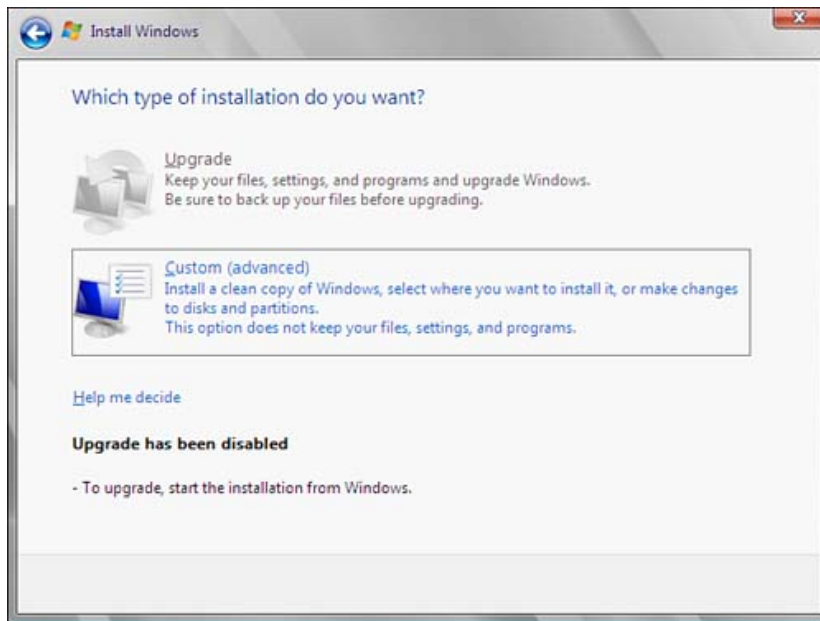 Install Windows
Which type of installation do you want?
Upgrade
Keep your files, settings, and programs and upgrade Windows.
Be sure to back up your files before upgrading.
Custom (advanced)
Install a clean copy of Windows, select where you want to install it, or make changes
to disks and partitions.
This option does not keep your files, settings, and programs.
Help me decide
Upgrade has been disabled
- To upgrade, start the installation from Windows.